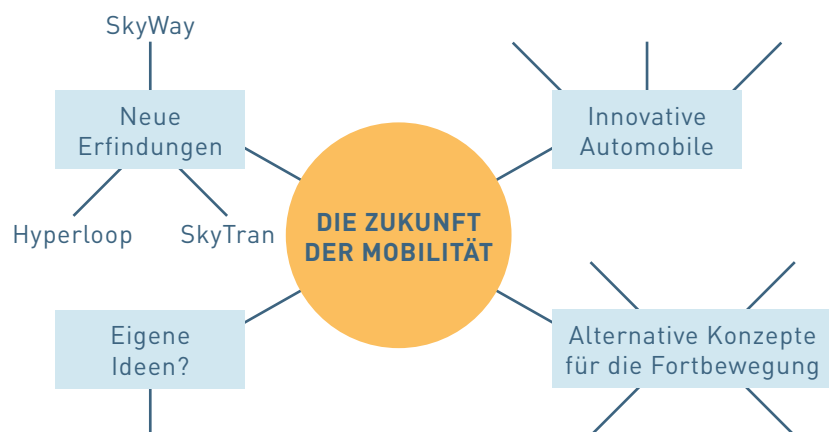 SkyWay
Neue
Erfindungen
Hyperloop
SkyTran
Innovative
Automobile
DIE ZUKUNFT
DER MOBILITÄT
Eigene
Ideen?
Alternative Konzepte
für die Fortbewegung